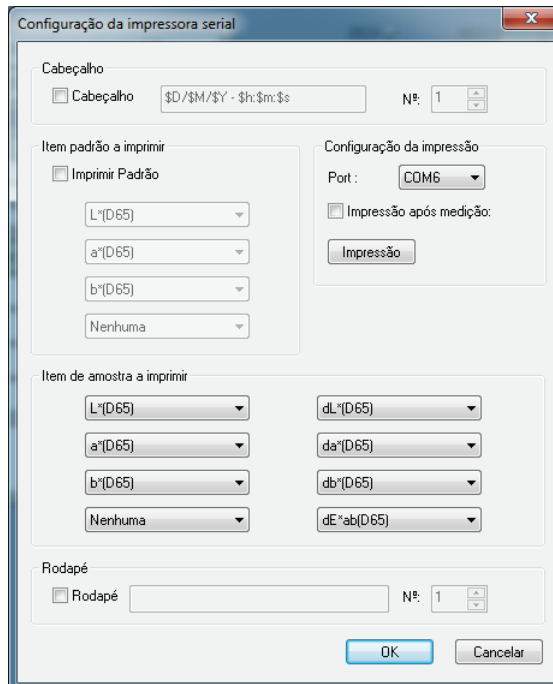 Configuração da impressora serial
Cabeçalho
Cabeçalho $D/$M/$Y - $h:$m:$s Nº: 1
Item padrão a imprimir
Imprimir Padrão
L*(D65)
a*(D65)
b*(D65)
Nenhuma
Configuração da impressão
Port : COM6
Impressão após medição:
Impressão
Item de amostra a imprimir
L*(D65) dL*(D65)
a*(D65) da*(D65)
b*(D65) db*(D65)
Nenhuma dE*ab(D65)
Rodapé
Rodapé Nº: 1
OK Cancelar